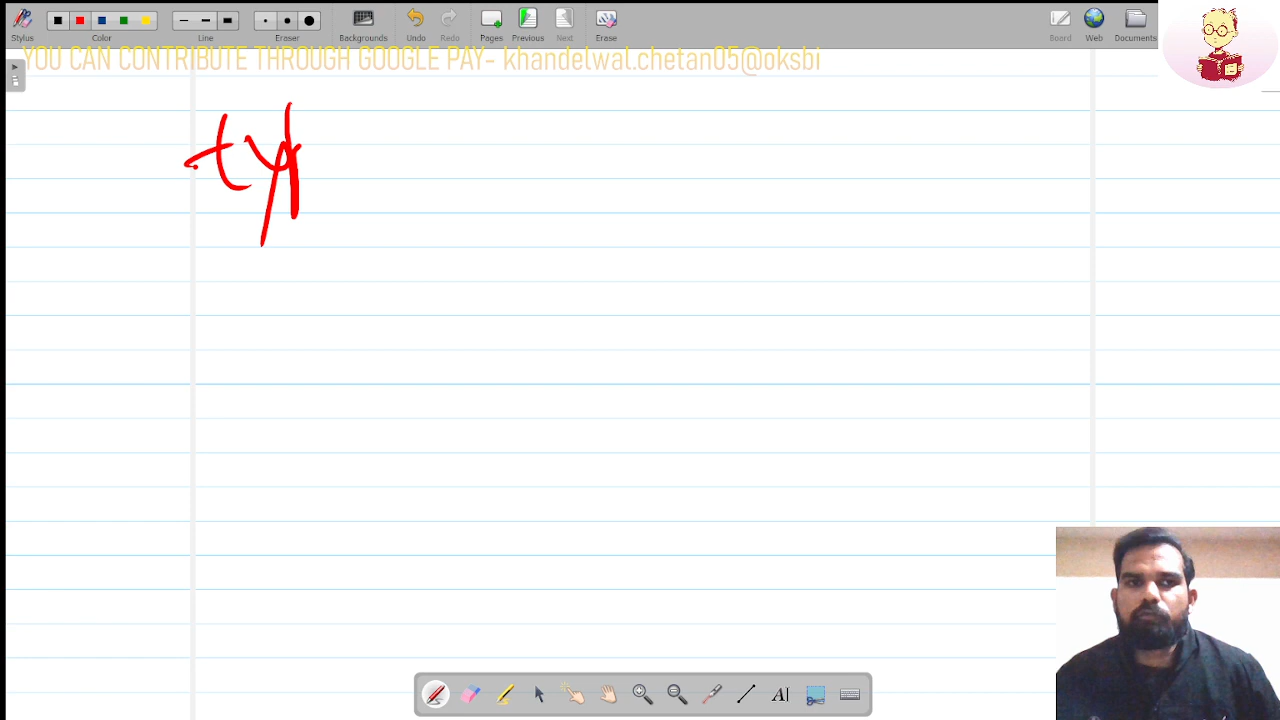 Stylus
Color
Line
Eraser
Backgrounds
Undo
Redo
Pages
Previous
Next
Erase
Board
Web
Documents
YOU CAN CONTRIBUTE THROUGH GOOGLE PAY- khandelwal.chetan05@oksbi
ty
AI